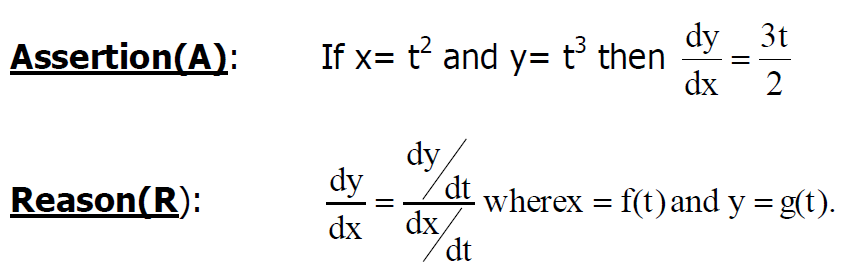 Assertion(A): If x= t² and y= t³ then dy/dx = 3t/2
Reason(R): dy/dx = (dy/dt)/(dx/dt) wherex = f(t) and y = g(t).